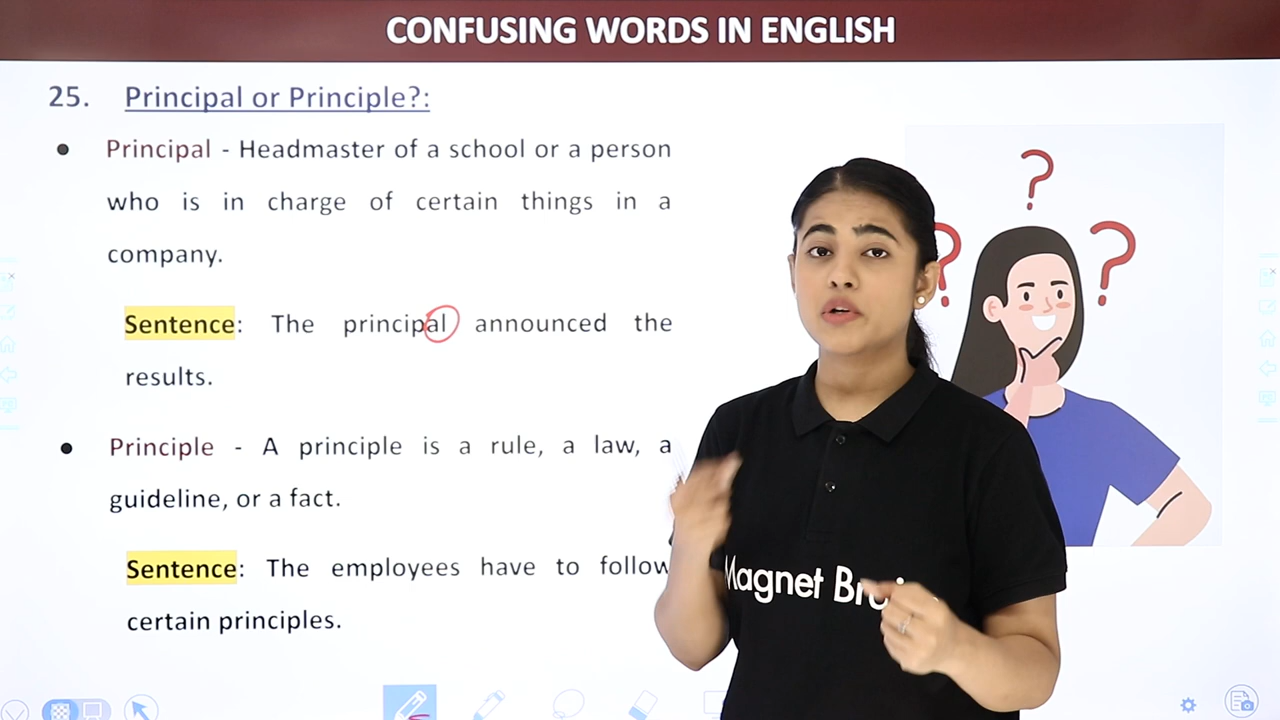 CONFUSING WORDS IN ENGLISH
25. Principal or Principle?:
● Principal - Headmaster of a school or a person
who is in charge of certain things in a
company.
Sentence: The principal announced the
results.
● Principle - A principle is a rule, a law, a
guideline, or a fact.
Sentence: The employees have to follow
certain principles.
? ? ?
Magnet